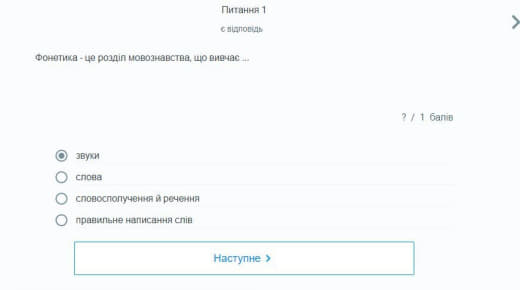 Питання 1
є відповідь
Фонетика - це розділ мовознавства, що вивчає ...
? / 1 балів
звуки
слова
словосполучення й речення
правильне написання слів
Наступне